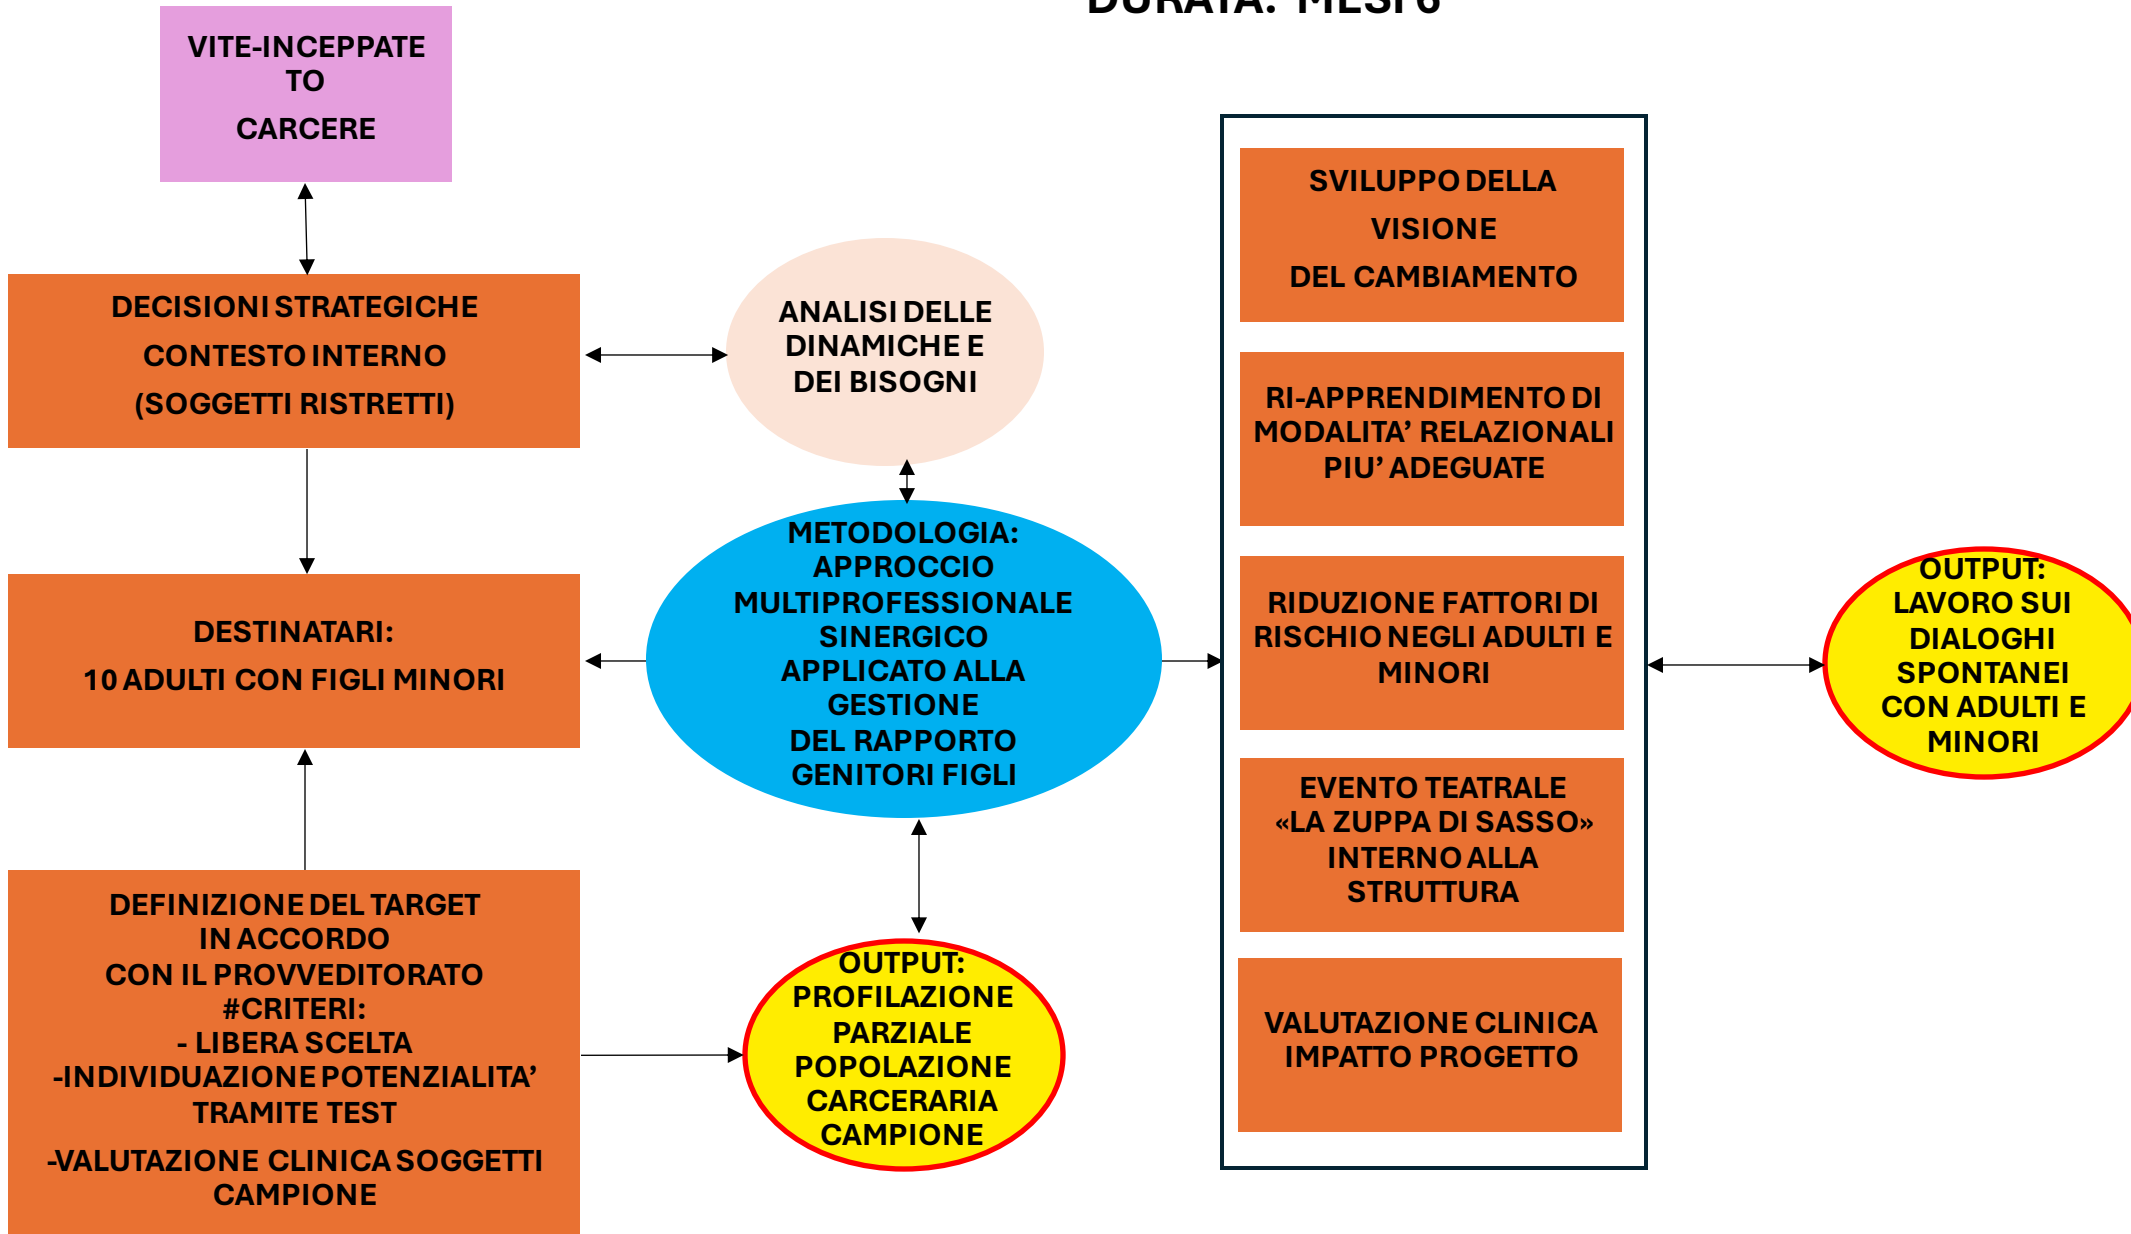 DURATA: MESI 6
VITE-INCEPPATE
TO
CARCERE
DECISIONI STRATEGICHE
CONTESTO INTERNO
(SOGGETTI RISTRETTI)
ANALISI DELLE
DINAMICHE E
DEI BISOGNI
DESTINATARI:
10 ADULTI CON FIGLI MINORI
METODOLOGIA:
APPROCCIO
MULTIPROFESSIONALE
SINERGICO
APPLICATO ALLA
GESTIONE
DEL RAPPORTO
GENITORI FIGLI
DEFINIZIONE DEL TARGET
IN ACCORDO
CON IL PROVVEDITORATO
#CRITERI:
- LIBERA SCELTA
-INDIVIDUAZIONE POTENZIALITA’
TRAMITE TEST
-VALUTAZIONE CLINICA SOGGETTI
CAMPIONE
OUTPUT:
PROFILAZIONE
PARZIALE
POPOLAZIONE
CARCERARIA
CAMPIONE
SVILUPPO DELLA
VISIONE
DEL CAMBIAMENTO
RI-APPRENDIMENTO DI
MODALITA’ RELAZIONALI
PIU’ ADEGUATE
RIDUZIONE FATTORI DI
RISCHIO NEGLI ADULTI E
MINORI
EVENTO TEATRALE
«LA ZUPPA DI SASSO»
INTERNO ALLA
STRUTTURA
VALUTAZIONE CLINICA
IMPATTO PROGETTO
OUTPUT:
LAVORO SUI
DIALOGHI
SPONTANEI
CON ADULTI E
MINORI